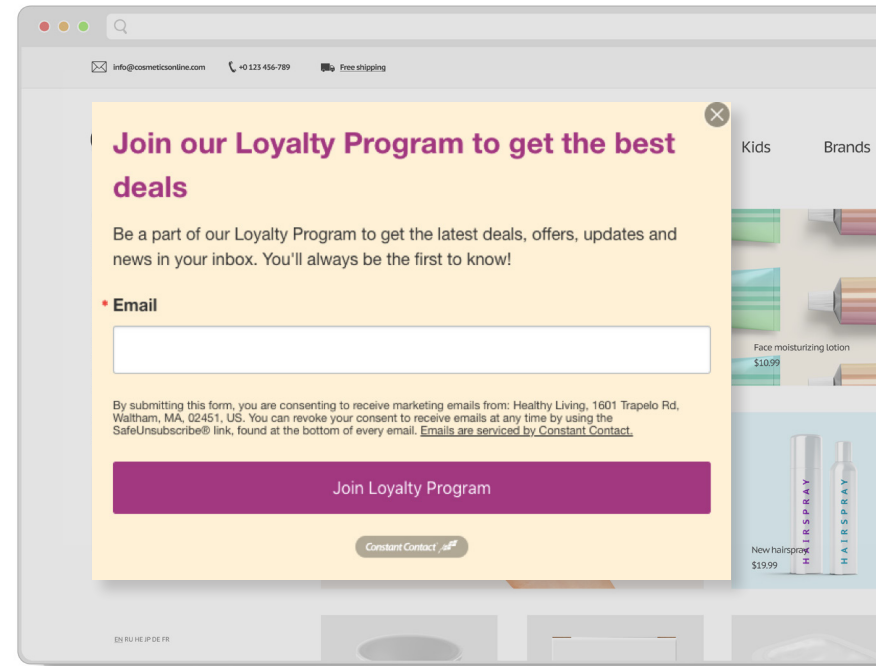 info@cosmeticsonline.com +0 123 456-789 Free shipping
Kids Brands
Join our Loyalty Program to get the best
deals
Be a part of our Loyalty Program to get the latest deals, offers, updates and
news in your inbox. You'll always be the first to know!
* Email
By submitting this form, you are consenting to receive marketing emails from: Healthy Living, 1601 Trapelo Rd,
Waltham, MA, 02451, US. You can revoke your consent to receive emails at any time by using the
SafeUnsubscribe® link, found at the bottom of every email. Emails are serviced by Constant Contact.
Join Loyalty Program
Constant Contact
Face moisturizing lotion
$10.99
HAIRSPRAY
HAIRSPRAY
New hairspray
$19.99
EN RU HE JP DE FR